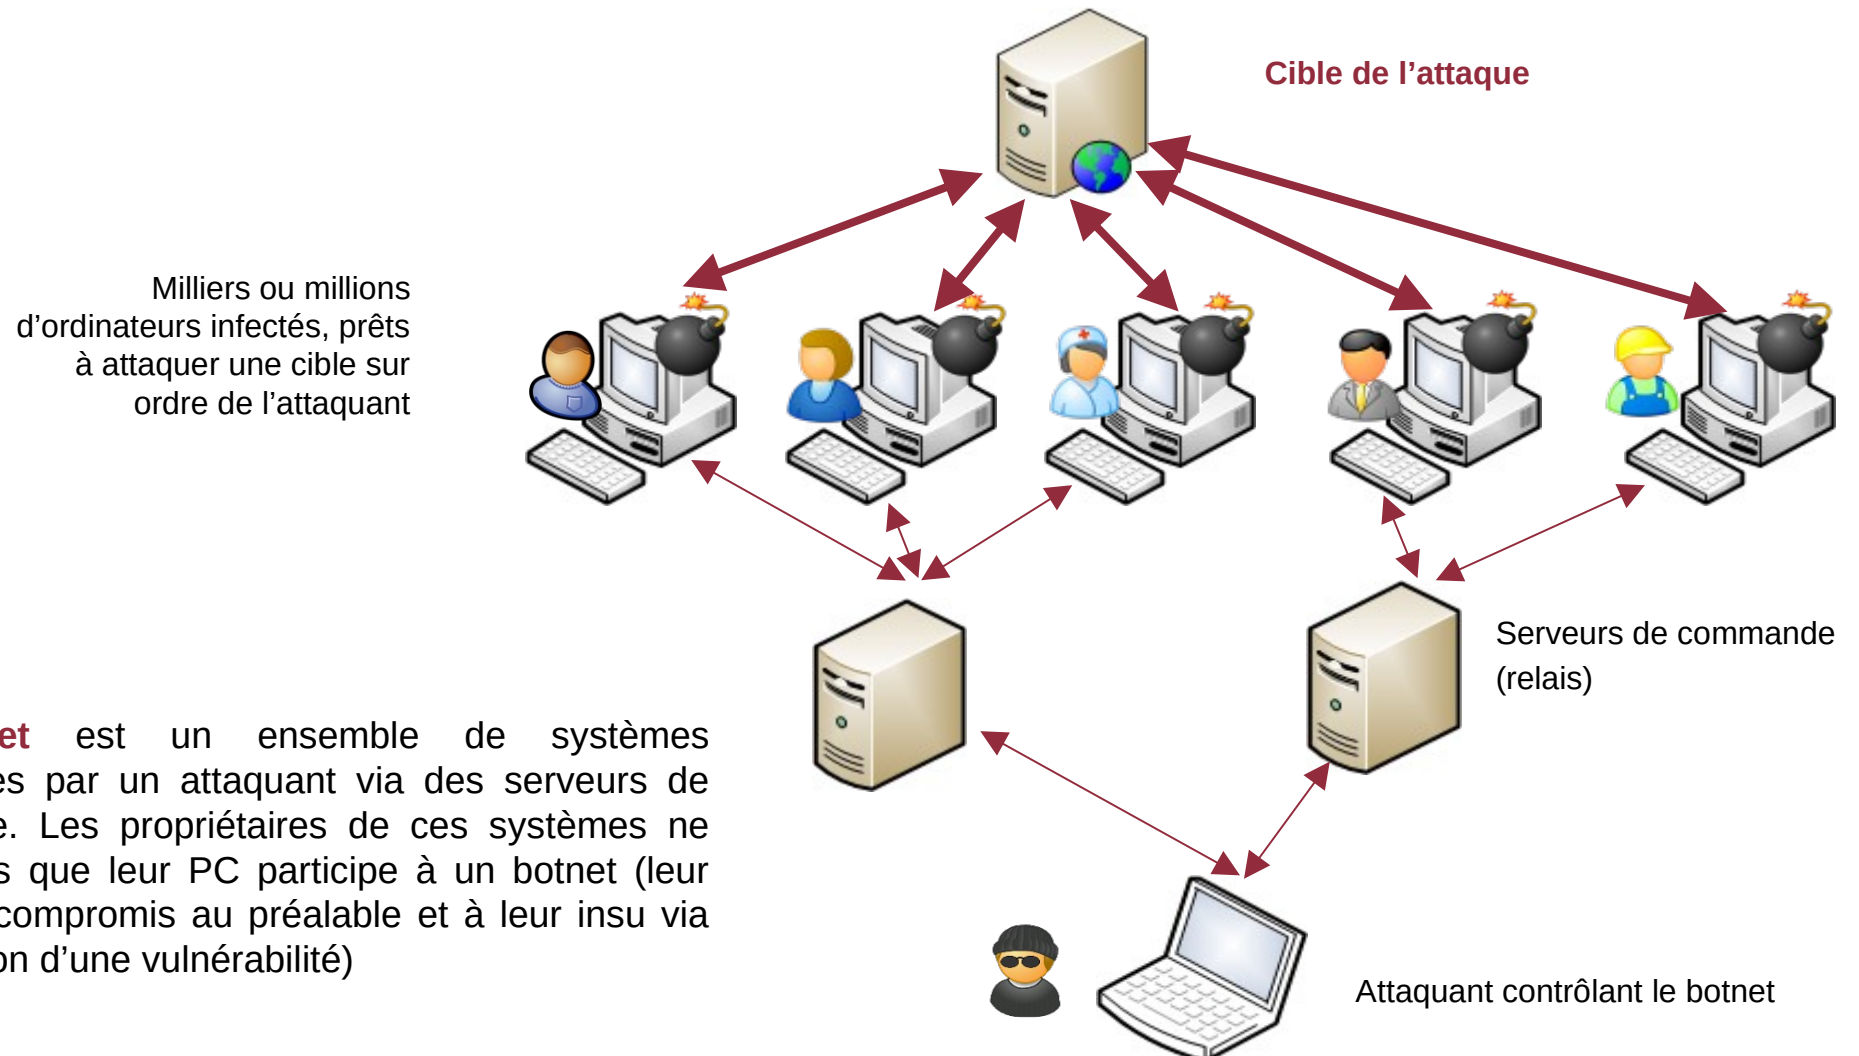 Cible de l’attaque
Milliers ou millions
d’ordinateurs infectés, prêts
à attaquer une cible sur
ordre de l’attaquant
Serveurs de commande
(relais)
et est un ensemble de systèmes
es par un attaquant via des serveurs de
e. Les propriétaires de ces systèmes ne
s que leur PC participe à un botnet (leur
compromis au préalable et à leur insu via
on d’une vulnérabilité)
Attaquant contrôlant le botnet